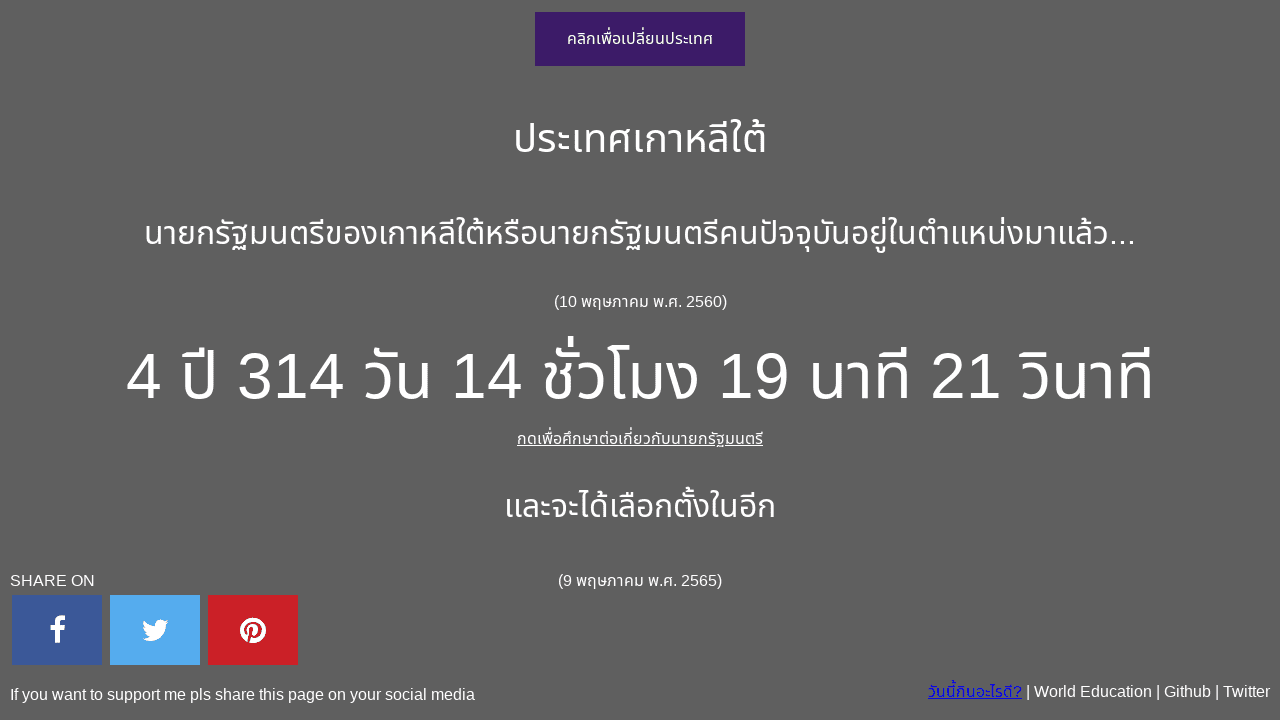 คลิกเพื่อเปลี่ยนประเทศ
ประเทศเกาหลีใต้
นายกรัฐมนตรีของเกาหลีใต้หรือนายกรัฐมนตรีคนปัจจุบันอยู่ในตำแหน่งมาแล้ว...
(10 พฤษภาคม พ.ศ. 2560)
4 ปี 314 วัน 14 ชั่วโมง 19 นาที 21 วินาที
กดเพื่อศึกษาต่อเกี่ยวกับนายกรัฐมนตรี
และจะได้เลือกตั้งในอีก
(9 พฤษภาคม พ.ศ. 2565)
SHARE ON
If you want to support me pls share this page on your social media
วันนี้กินอะไรดี? | World Education | Github | Twitter